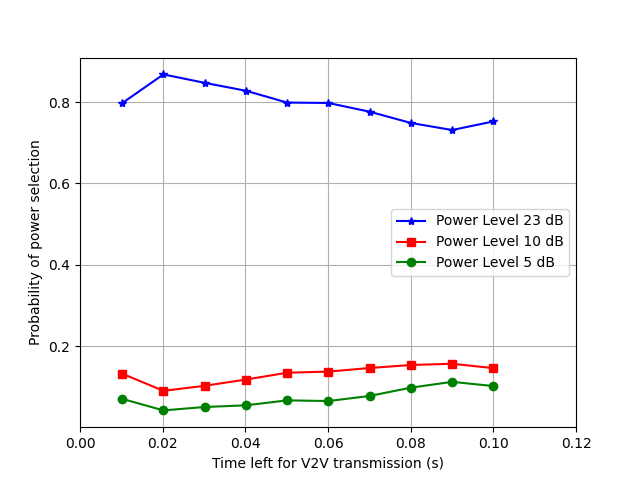 0.8
0.6
0.4
0.2
Probability of power selection
Power Level 23 dB
Power Level 10 dB
Power Level 5 dB
0.00 0.02 0.04 0.06 0.08 0.10 0.12
Time left for V2V transmission (s)